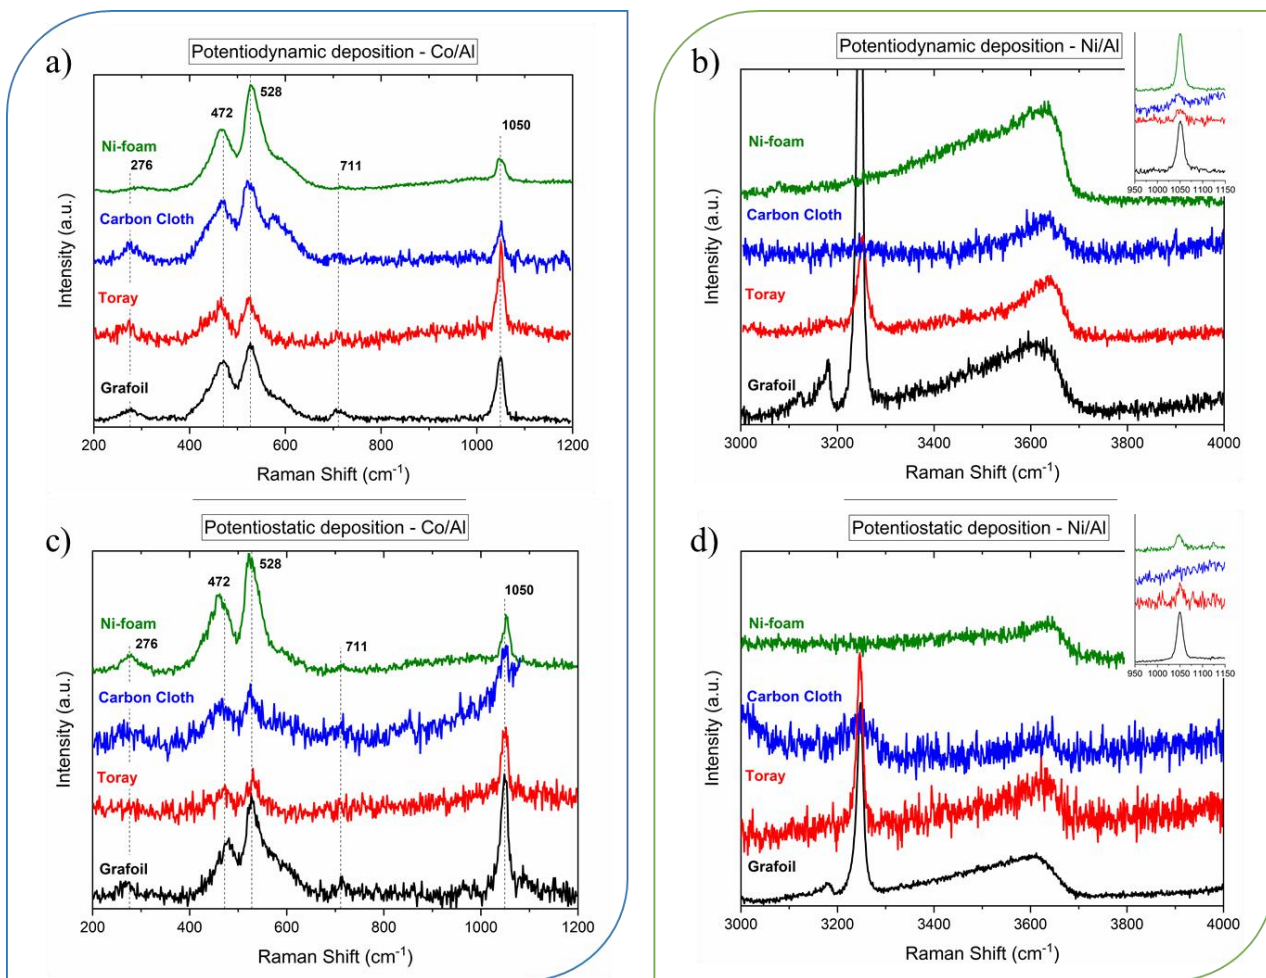 a)
Potentiodynamic deposition - Co/Al
528
472
1050
Ni-foam
276
711
Carbon Cloth
Toray
Grafoil
Intensity (a.u.)
200 400 600 800 1000 1200
Raman Shift (cm-1)
b)
Potentiodynamic deposition - Ni/Al
Ni-foam
950 1000 1050 1100 1150
Carbon Cloth
Toray
Grafoil
Intensity (a.u.)
3000 3200 3400 3600 3800 4000
Raman Shift (cm-1)
c)
Potentiostatic deposition - Co/Al
528
472
1050
Ni-foam
276
711
Carbon Cloth
Toray
Grafoil
Intensity (a.u.)
200 400 600 800 1000 1200
Raman Shift (cm-1)
d)
Potentiostatic deposition - Ni/Al
Ni-foam
950 1000 1050 1100 1150
Carbon Cloth
Toray
Grafoil
Intensity (a.u.)
3000 3200 3400 3600 3800 4000
Raman Shift (cm-1)